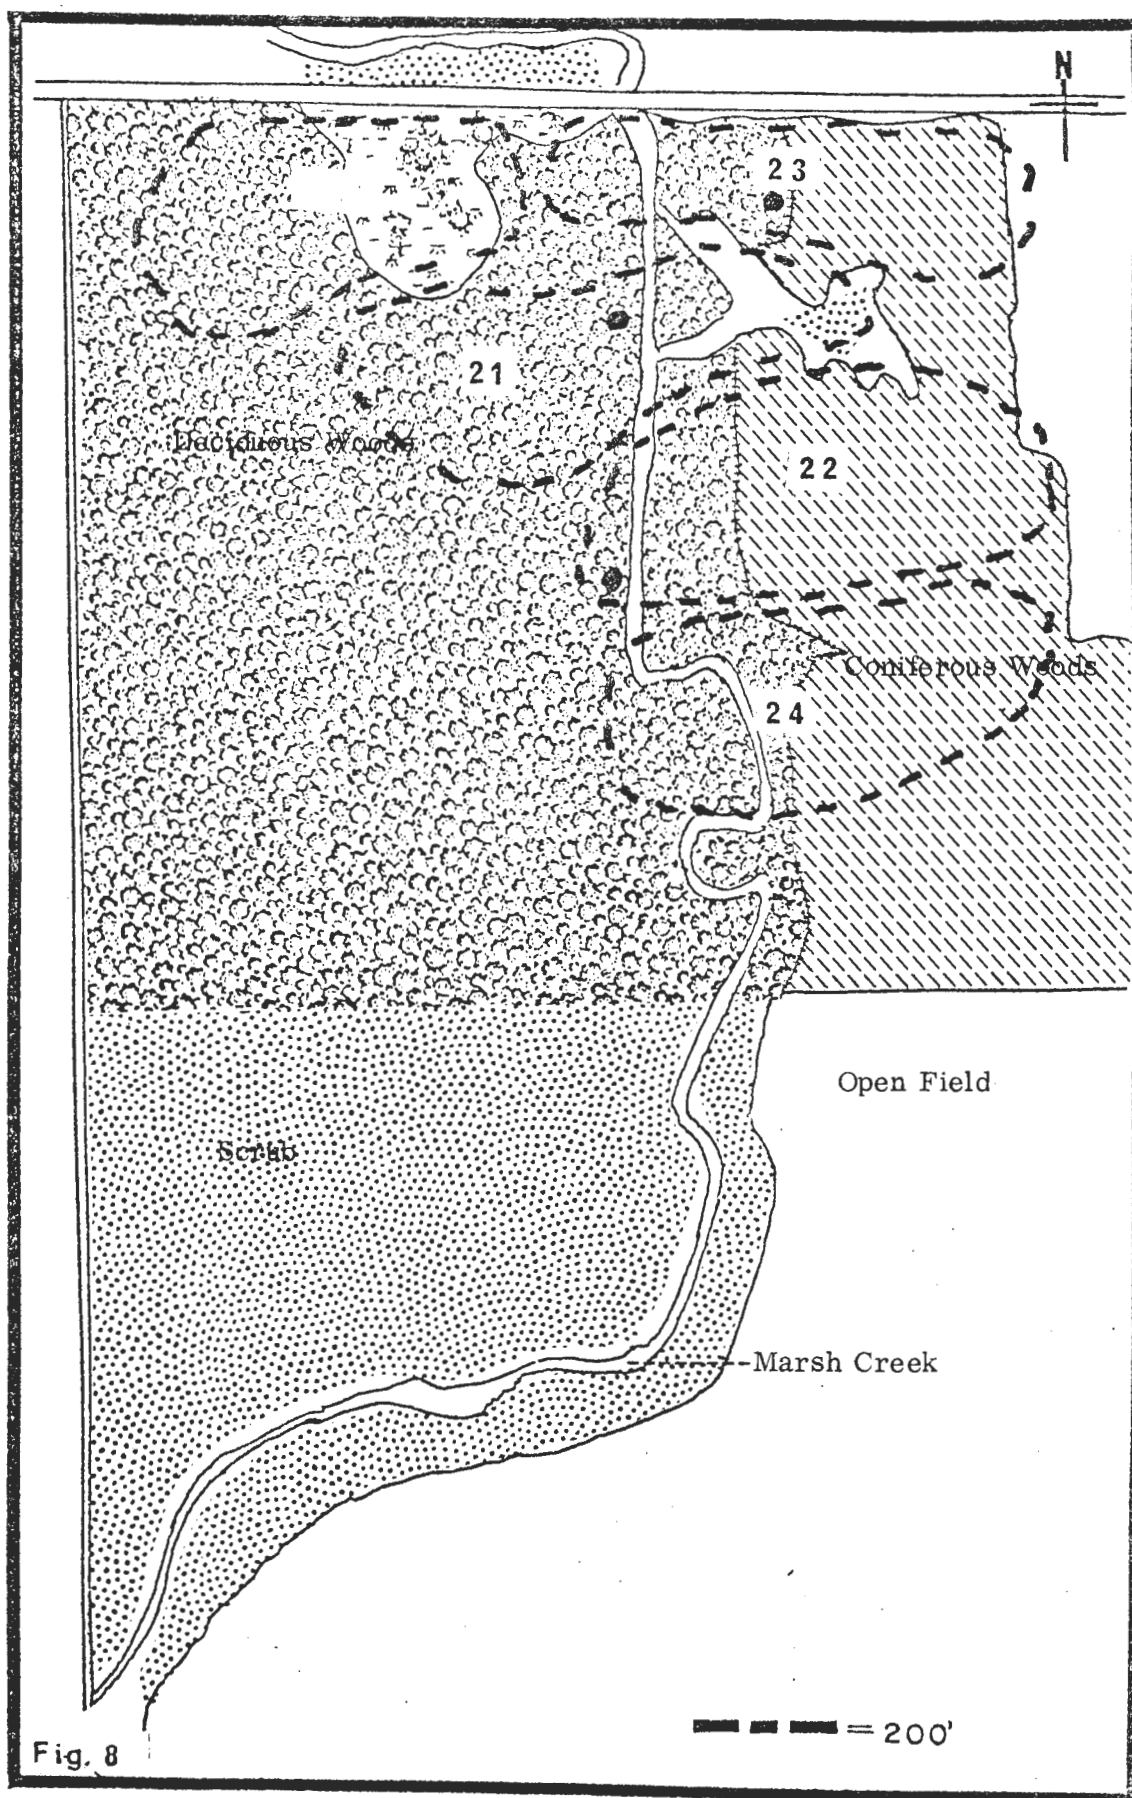 N
23
21
Deciduous Woods
22
Coniferous Woods
24
Open Field
Scrub
Marsh Creek
= 200'
Fig. 8